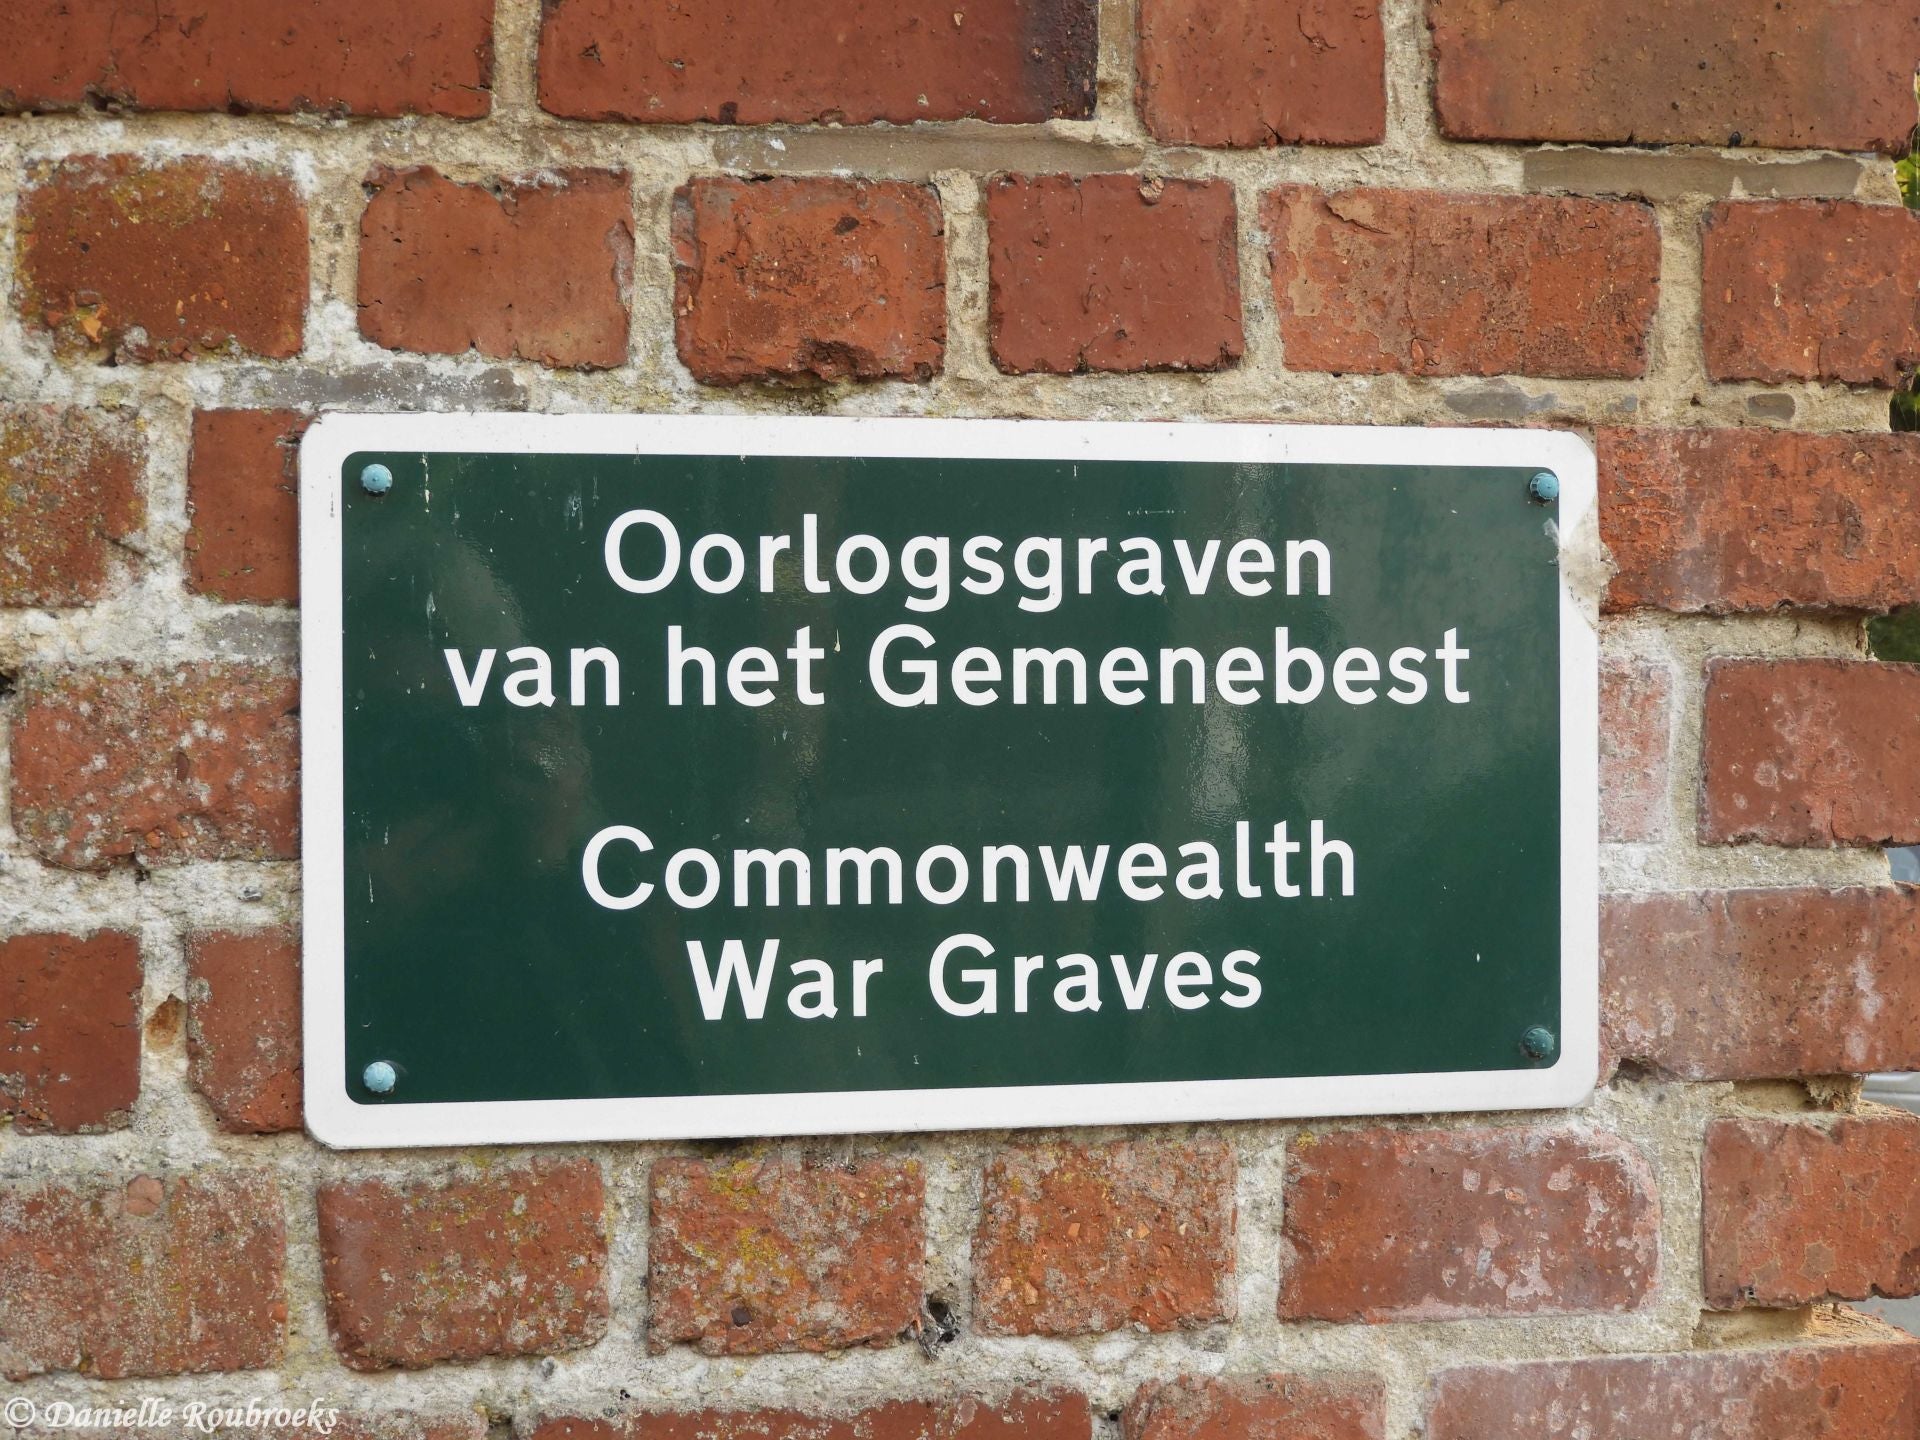 Oorlogsgraven
van het Gemenebest
Commonwealth
War Graves
© Danielle Roubroeks